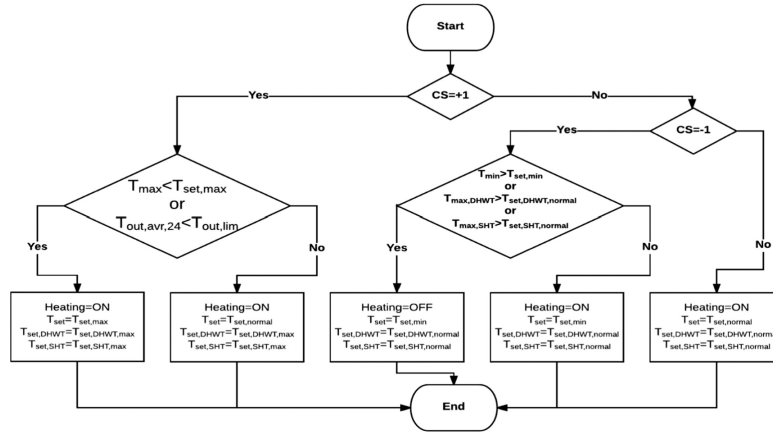 Start
CS=+1
Yes
No
CS=-1
Yes
No
Tmax<Tset,max
or
Tout,avr,24<Tout,lim
Tmin>Tset,min
or
Tmax,DHWT>Tset,DHWT,normal
or
Tmax,SHT>Tset,SHT,normal
Yes
No
Yes
No
Heating=ON
Tset=Tset,max
Tset,DHWT=Tset,DHWT,max
Tset,SHT=Tset,SHT,max
Heating=ON
Tset=Tset,normal
Tset,DHWT=Tset,DHWT,max
Tset,SHT=Tset,SHT,max
Heating=OFF
Tset=Tset,min
Tset,DHWT=Tset,DHWT,normal
Tset,SHT=Tset,SHT,normal
Heating=ON
Tset=Tset,min
Tset,DHWT=Tset,DHWT,normal
Tset,SHT=Tset,SHT,normal
Heating=ON
Tset=Tset,normal
Tset,DHWT=Tset,DHWT,norma
Tset,SHT=Tset,SHT,normal
End